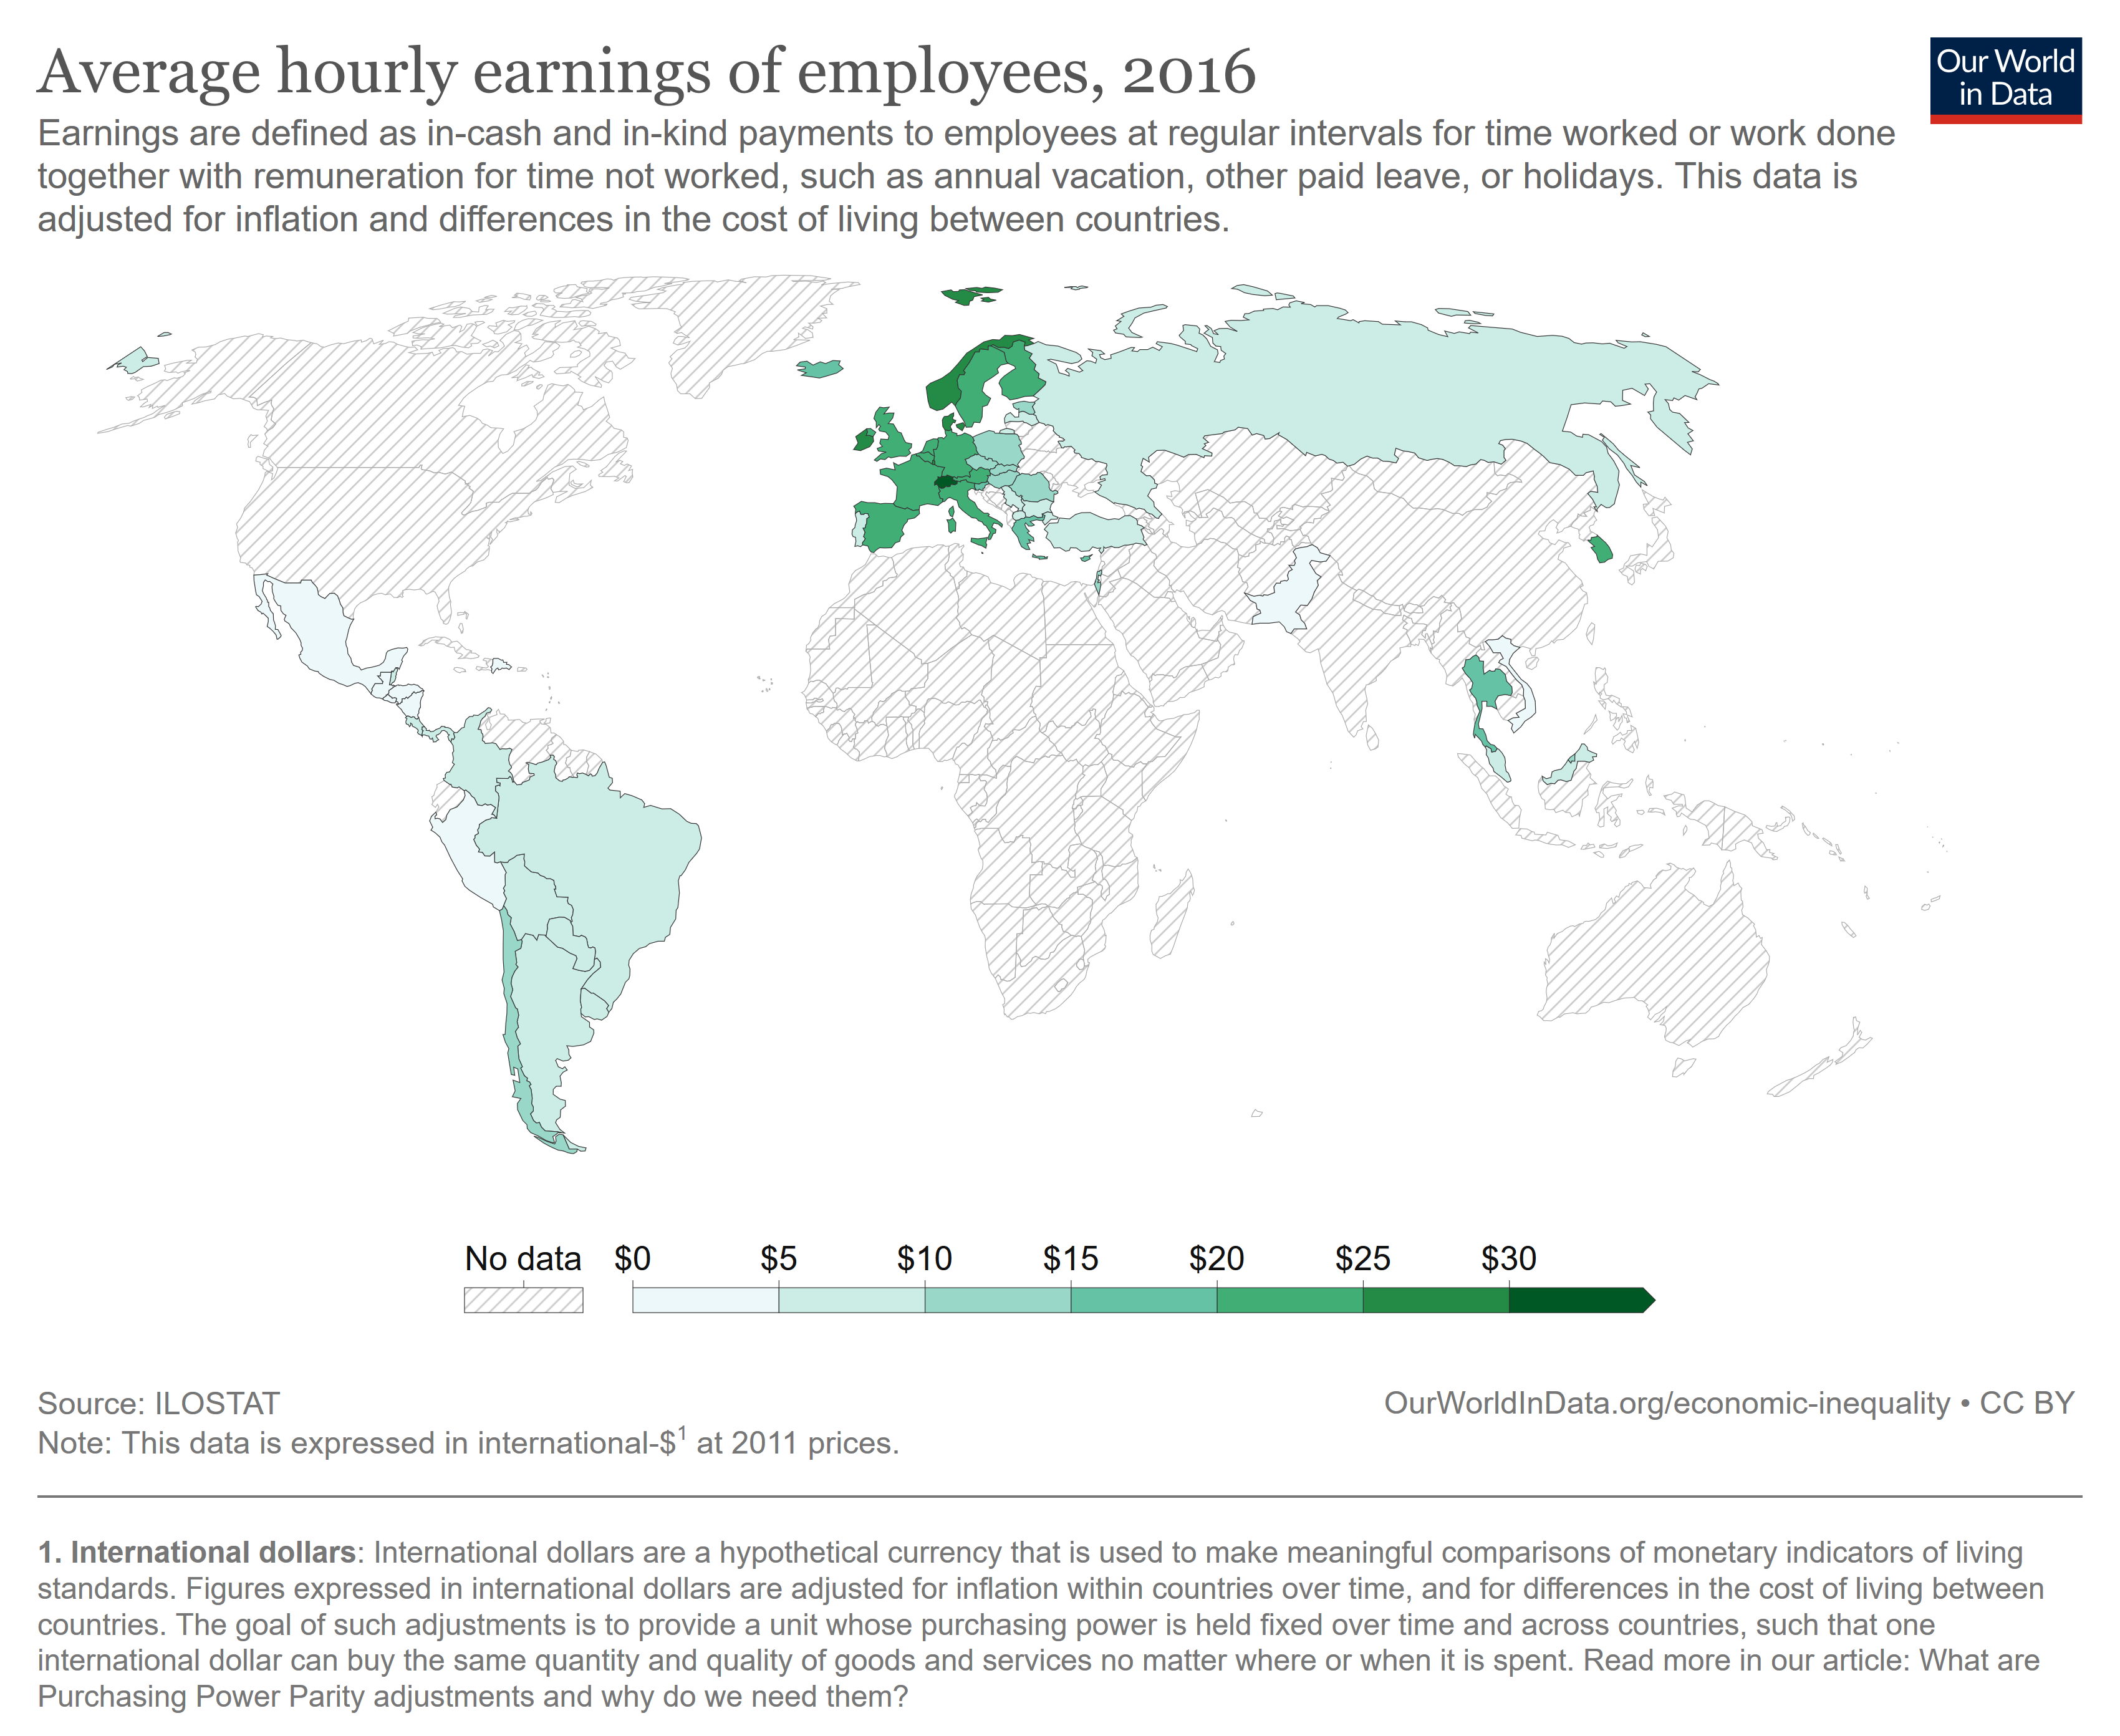 Average hourly earnings of employees, 2016
Our World
in Data
Earnings are defined as in-cash and in-kind payments to employees at regular intervals for time worked or work done
together with remuneration for time not worked, such as annual vacation, other paid leave, or holidays. This data is
adjusted for inflation and differences in the cost of living between countries.
No data $0 $5 $10 $15 $20 $25 $30
Source: ILOSTAT
OurWorldInData.org/economic-inequality • CC BY
Note: This data is expressed in international-$1 at 2011 prices.
1. International dollars: International dollars are a hypothetical currency that is used to make meaningful comparisons of monetary indicators of living
standards. Figures expressed in international dollars are adjusted for inflation within countries over time, and for differences in the cost of living between
countries. The goal of such adjustments is to provide a unit whose purchasing power is held fixed over time and across countries, such that one
international dollar can buy the same quantity and quality of goods and services no matter where or when it is spent. Read more in our article: What are
Purchasing Power Parity adjustments and why do we need them?